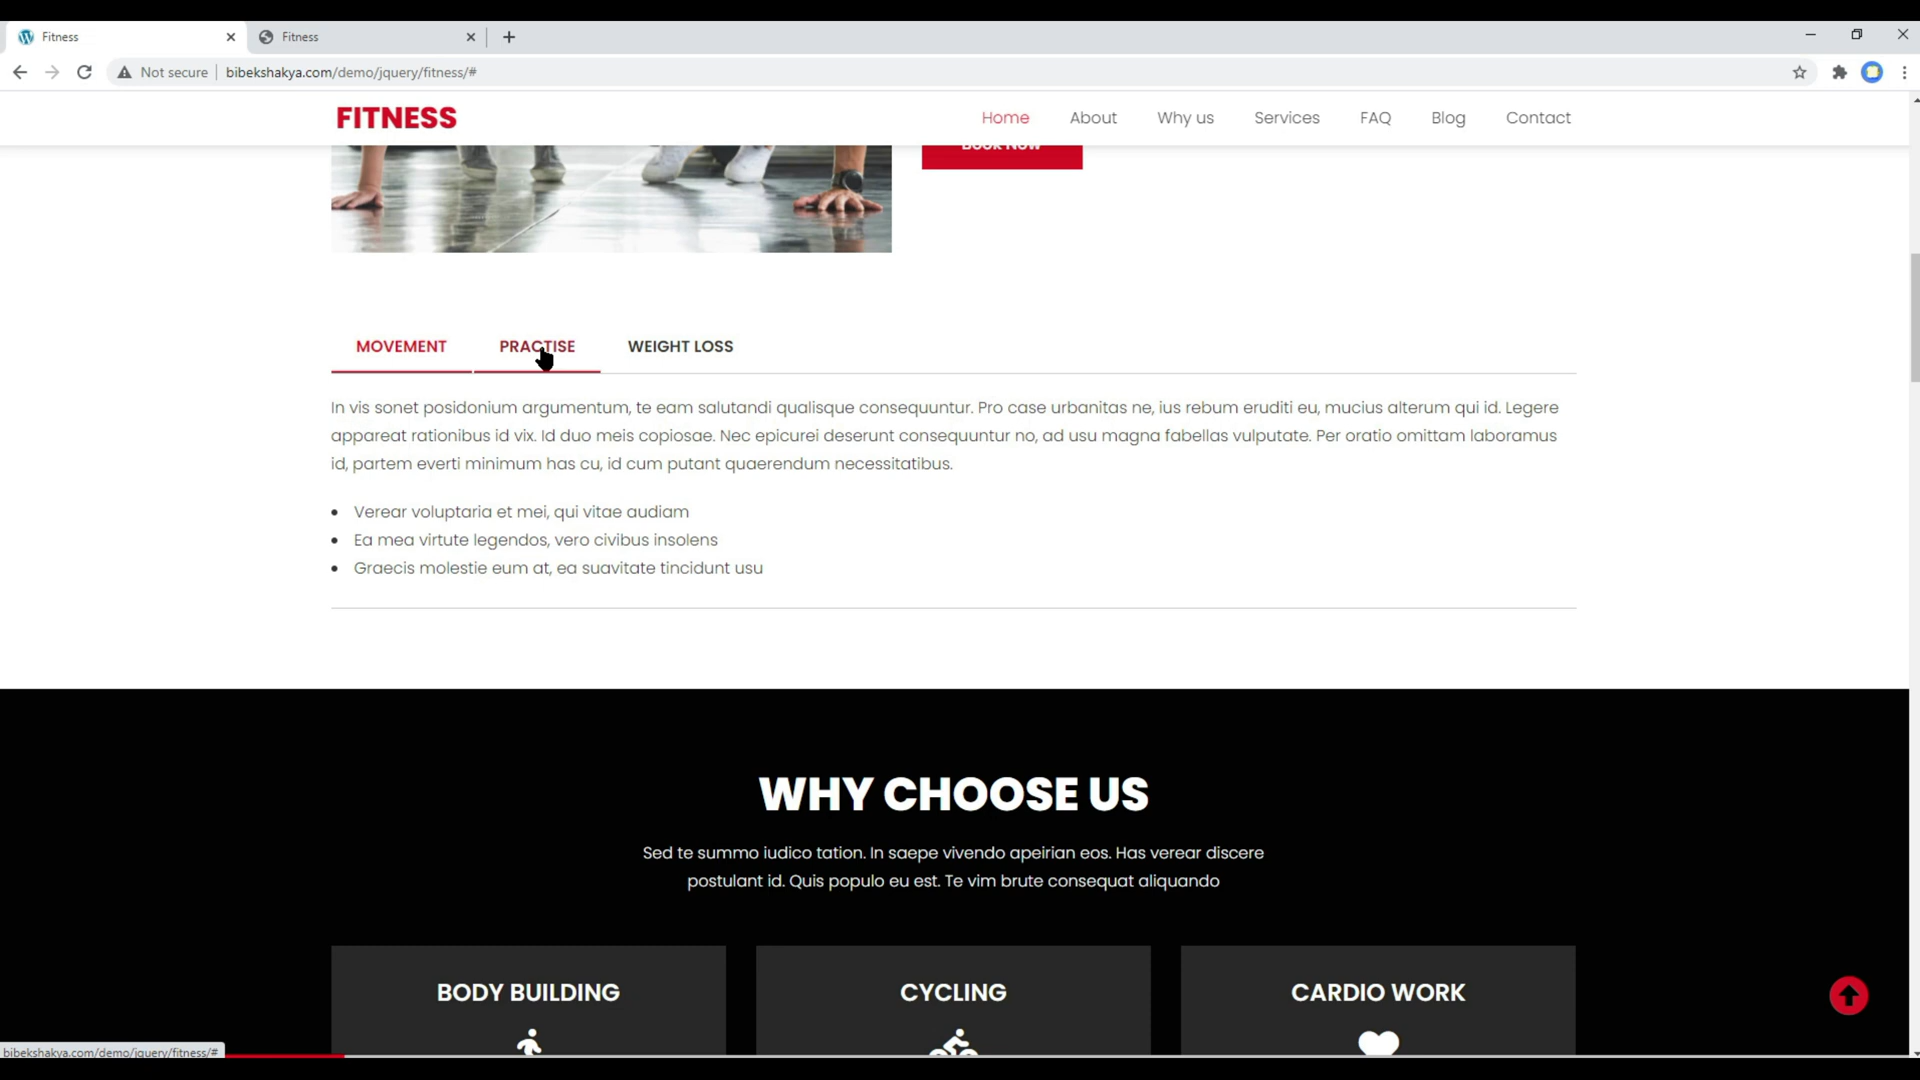 Fitness
Fitness
Not secure
bibekshakya.com/demo/jquery/fitness/#
FITNESS
Home
About
Why us
Services
FAQ
Blog
Contact
Book Now
MOVEMENT
PRACTISE
WEIGHT LOSS
In vis sonet posidonium argumentum, te eam salutandi qualisque consequuntur. Pro case urbanitas ne, ius rebum eruditi eu, mucius alterum qui id. Legere
appareat rationibus id vix. Id duo meis copiosae. Nec epicurei deserunt consequuntur no, ad usu magna fabellas vulputate. Per oratio omittam laboramus
id, partem everti minimum has cu, id cum putant quaerendum necessitatibus.
Verear voluptaria et mei, qui vitae audiam
Ea mea virtute legendos, vero civibus insolens
Graecis molestie eum at, ea suavitate tincidunt usu
WHY CHOOSE US
Sed te summo iudico tation. In saepe vivendo apeirian eos. Has verear discere
postulant id. Quis populo eu est. Te vim brute consequat aliquando
BODY BUILDING
CYCLING
CARDIO WORK
bibekshakya.com/demo/jquery/fitness/#